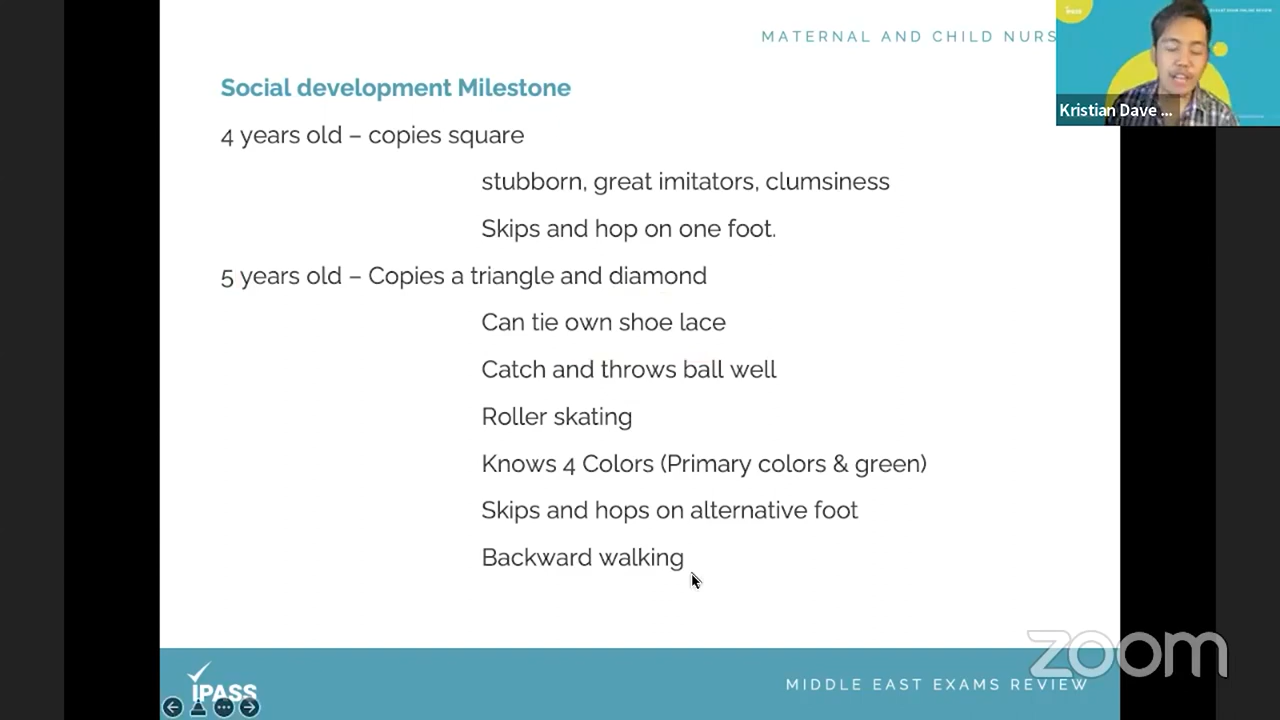 MATERNAL AND CHILD NURS
Social development Milestone
4 years old – copies square
stubborn, great imitators, clumsiness
Skips and hop on one foot.
5 years old – Copies a triangle and diamond
Can tie own shoe lace
Catch and throws ball well
Roller skating
Knows 4 Colors (Primary colors & green)
Skips and hops on alternative foot
Backward walking
Kristian Dave ...
zoom
IPASS
MIDDLE EAST EXAMS REVIEW